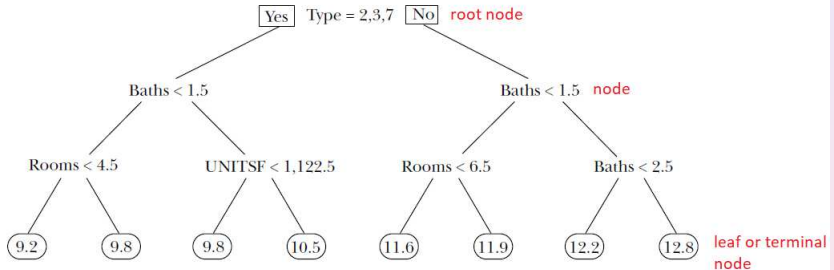 Yes Type = 2,3,7 No root node
Baths < 1.5 Baths < 1.5 node
Rooms < 4.5 UNITSF < 1,122.5 Rooms < 6.5 Baths < 2.5
9.2 9.8 9.8 10.5 11.6 11.9 12.2 12.8 leaf or terminal
node